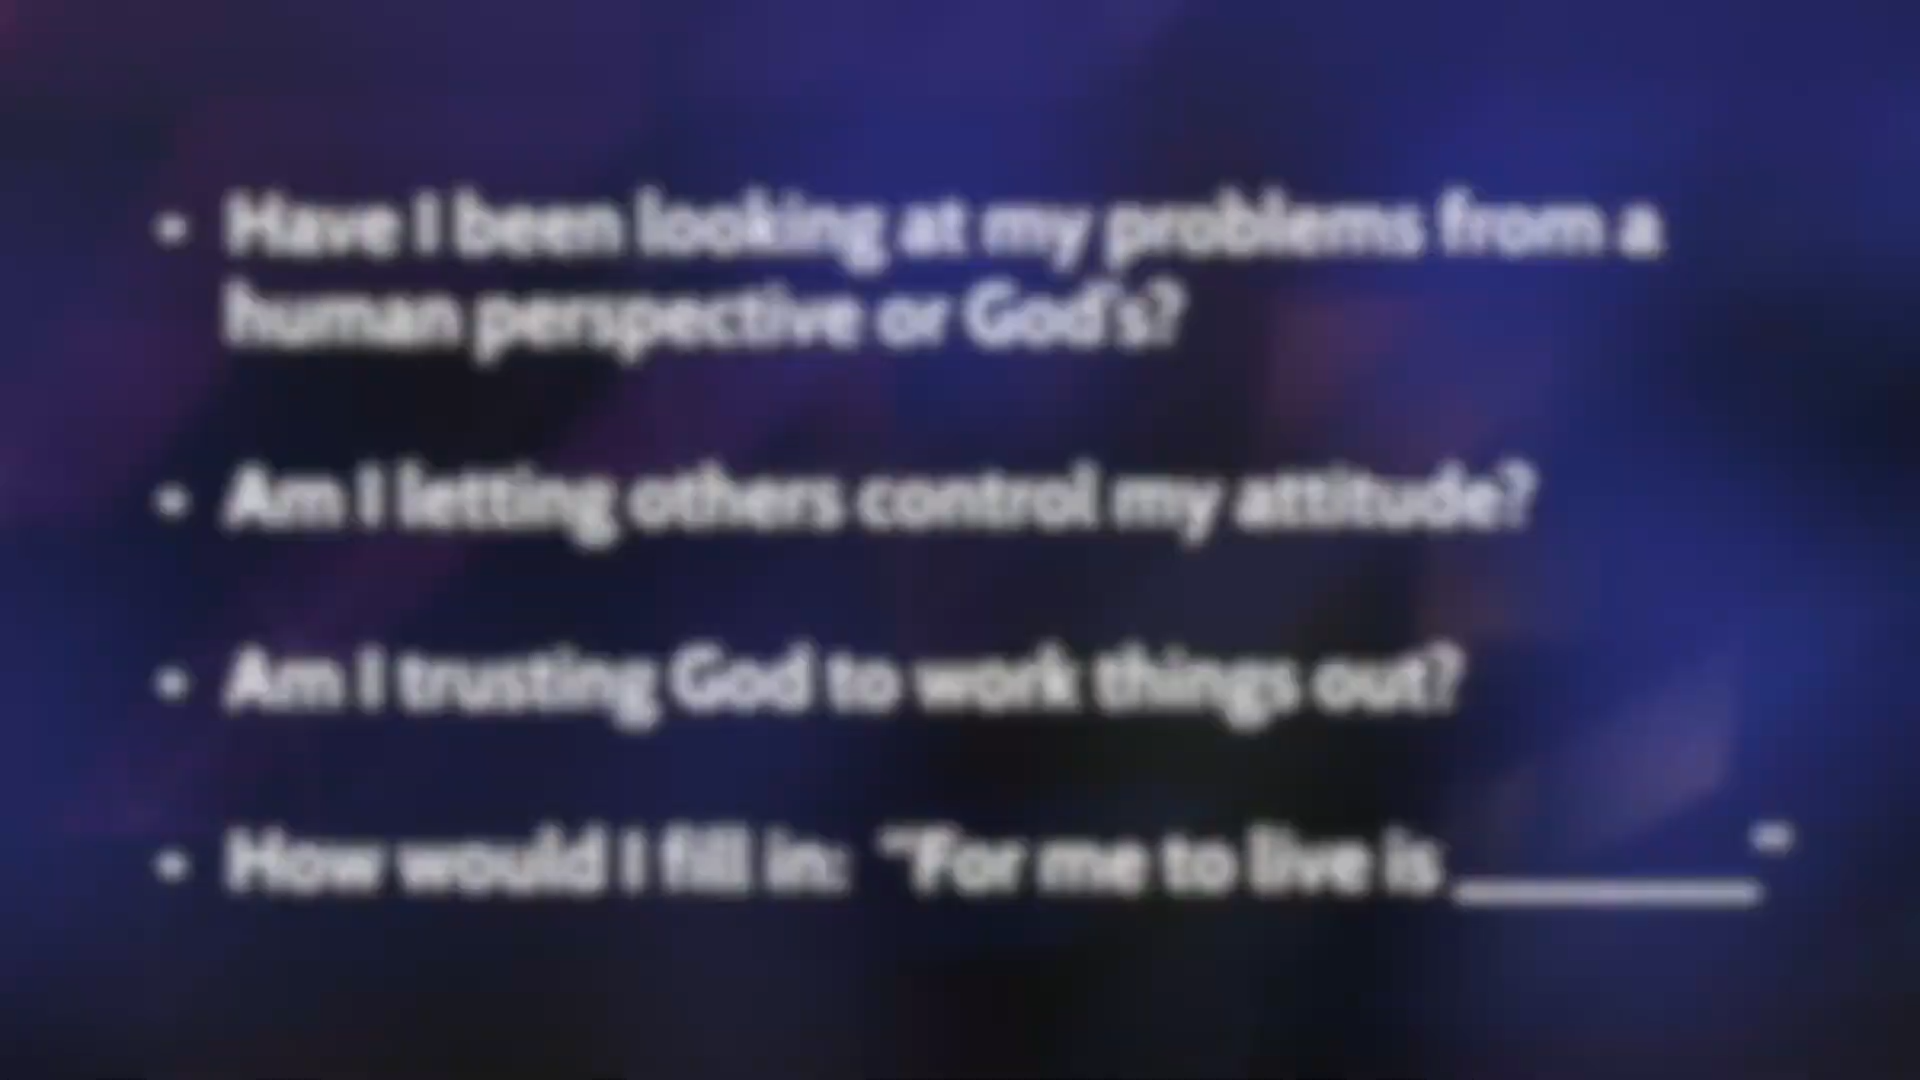 • Have I been looking at my problems from a
human perspective or God's?
• Am I letting others control my attitude?
• Am I trusting God to work things out?
• How would I fill in: "For me to live is ________"